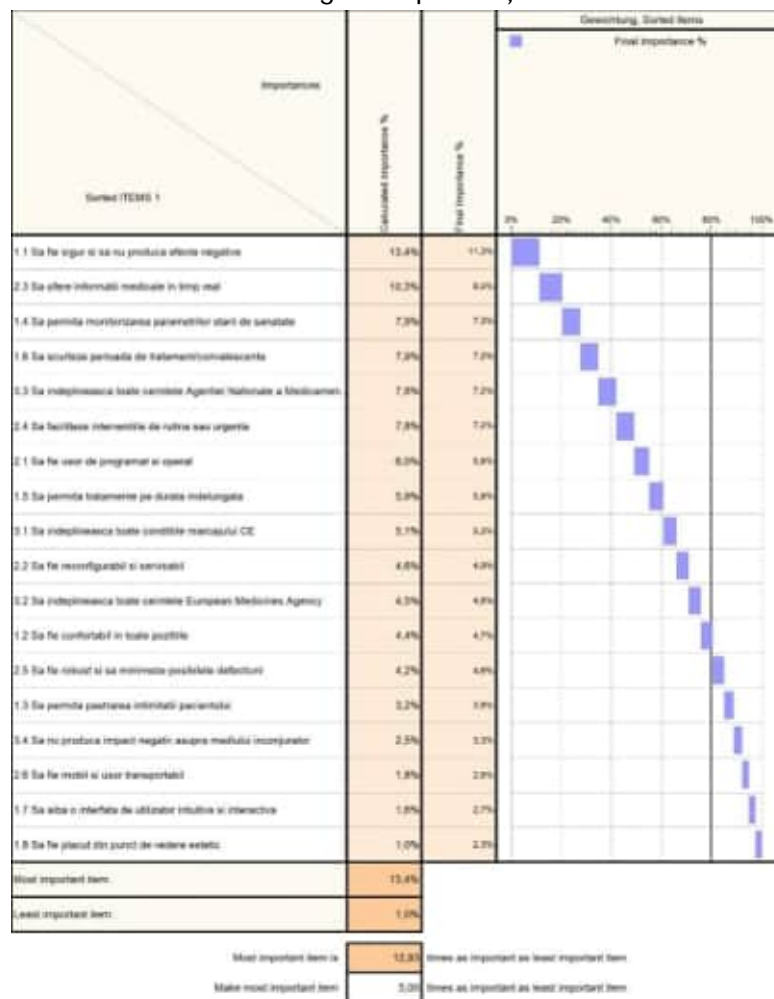 Gewichtung, Sorted Items
Final importance %
Importances
Calculated importance %
Final importance %
Sorted ITEMS 1
0% 20% 40% 60% 80% 100%
1.1 Sa fie sigur si sa nu produca efecte negative 13,4% 11,3%
2.3 Sa ofere informatii medicale in timp real 10,3%
1.4 Sa permita monitorizarea parametrilor starii de sanatate 7,9%
1.6 Sa scurteze perioada de tratament/convalescenta 7,9%
3.3 Sa indeplineasca toate cerintele Agentiei Nationale a Medicamen
2.4 Sa faciliteze interventiile de rutina sau urgenta 7,9%
2.1 Sa fie usor de programat si operat 6,0%
1.5 Sa permita tratamente pe durata indelungata 5,9%
3.1 Sa indeplineasca toate conditiile marcajului CE 5,1%
2.2 Sa fie reconfigurabil si servisabil 4,6%
3.2 Sa indeplineasca toate cerintele European Medicines Agency 4,5%
1.2 Sa fie confortabil in toate pozitiile 4,4% 4,7%
2.5 Sa fie robust si sa minimizeze posibilele defectiuni 4,2%
1.3 Sa permita pastrarea intimitatii pacientului 3,2%
3.4 Sa nu produca impact negativ asupra mediului inconjurator 2,5% 3,3%
2.6 Sa fie mobil si usor transportabil 1,8%
1.7 Sa aiba o interfata de utilizator intuitiva si interactiva 2,7%
1.8 Sa fie placut din punct de vedere estetic 1,0% 2,3%
Most important item 13,4%
Least important item 1,0%
Most important item is times as important as least important item
Make most important item 5,00 times as important as least important item